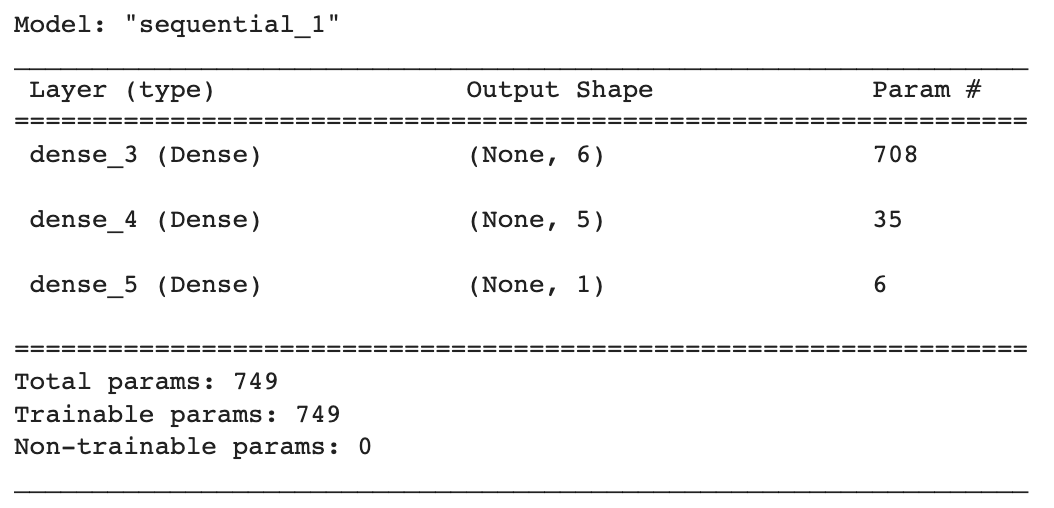 Model: "sequential_1"
Layer (type) Output Shape Param #
=================================================================
dense_3 (Dense) (None, 6) 708
dense_4 (Dense) (None, 5) 35
dense_5 (Dense) (None, 1) 6
=================================================================
Total params: 749
Trainable params: 749
Non-trainable params: 0